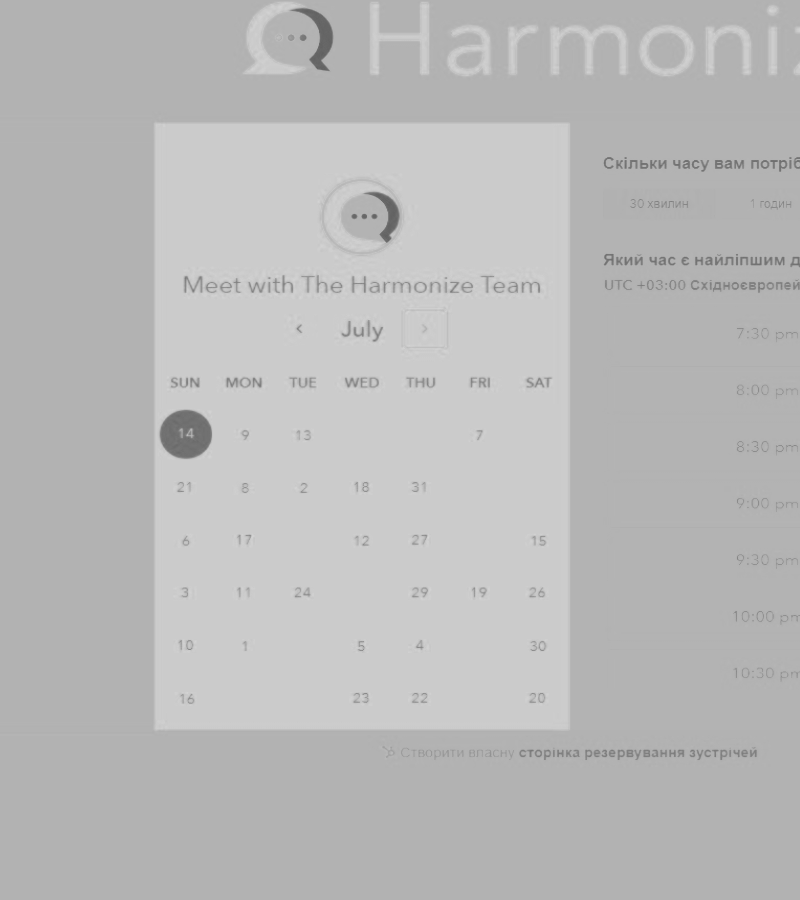 Harmoniz
Meet with The Harmonize Team
July
SUN MON TUE WED THU FRI SAT
14 9 13 7
21 8 2 18 31
6 17 12 27 15
3 11 24 29 19 26
10 1 5 4 30
16 23 22 20
Скільки часу вам потріб
30 хвилин 1 годин
Який час є найліпшим д
UTC +03:00 Східноєвропей
7:30 pm
8:00 pm
8:30 pm
9:00 pm
9:30 pm
10:00 pm
10:30 pm
Створити власну сторінка резервування зустрічей